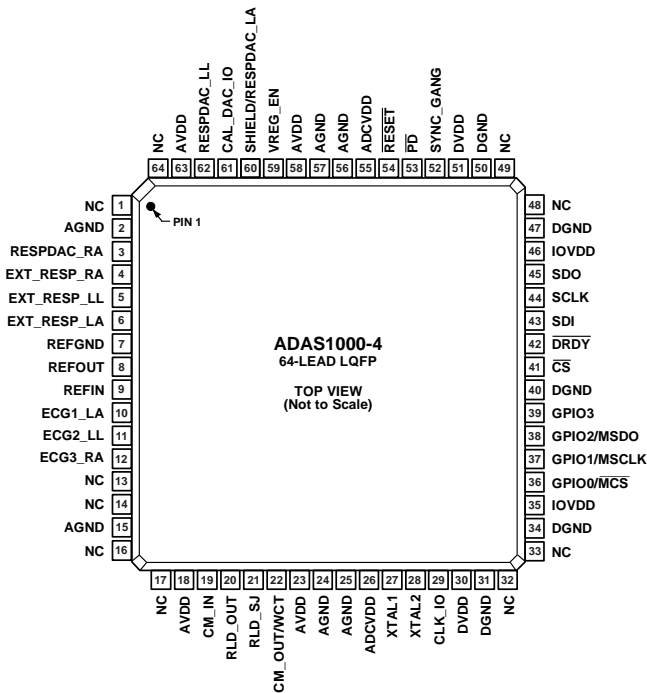 NC
AVDD
RESPDAC_LL
CAL_DAC_IO
SHIELD/RESPDAC_LA
VREG_EN
AVDD
AGND
AGND
ADCVDD
RESET
PD
SYNC_GANG
DVDD
DGND
NC
64 63 62 61 60 59 58 57 56 55 54 53 52 51 50 49
NC 1
AGND 2
RESPDAC_RA 3
EXT_RESP_RA 4
EXT_RESP_LL 5
EXT_RESP_LA 6
REFGND 7
REFOUT 8
REFIN 9
ECG1_LA 10
ECG2_LL 11
ECG3_RA 12
NC 13
NC 14
AGND 15
NC 16
PIN 1
ADAS1000-4
64-LEAD LQFP
TOP VIEW
(Not to Scale)
48 NC
47 DGND
46 IOVDD
45 SDO
44 SCLK
43 SDI
42 DRDY
41 CS
40 DGND
39 GPIO3
38 GPIO2/MSDO
37 GPIO1/MSCLK
36 GPIO0/MCS
35 IOVDD
34 DGND
33 NC
17 18 19 20 21 22 23 24 25 26 27 28 29 30 31 32
NC
AVDD
CM_IN
RLD_OUT
RLD_SJ
CM_OUT/WCT
AVDD
AGND
AGND
ADCVDD
XTAL1
XTAL2
CLK_IO
DVDD
DGND
NC